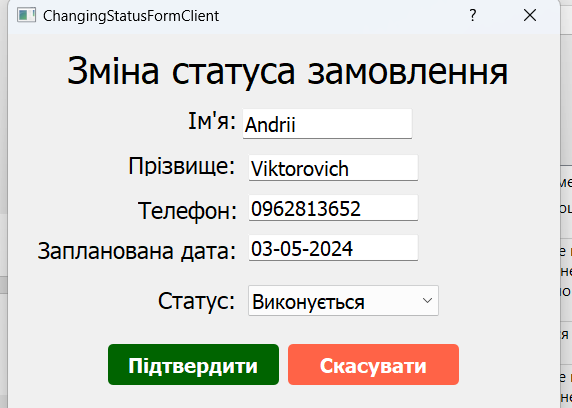 ChangingStatusFormClient ?
Зміна статуса замовлення
Ім'я: Andrii
Прізвище: Viktorovich
Телефон: 0962813652
Запланована дата: 03-05-2024
Статус: Виконується
Підтвердити Скасувати